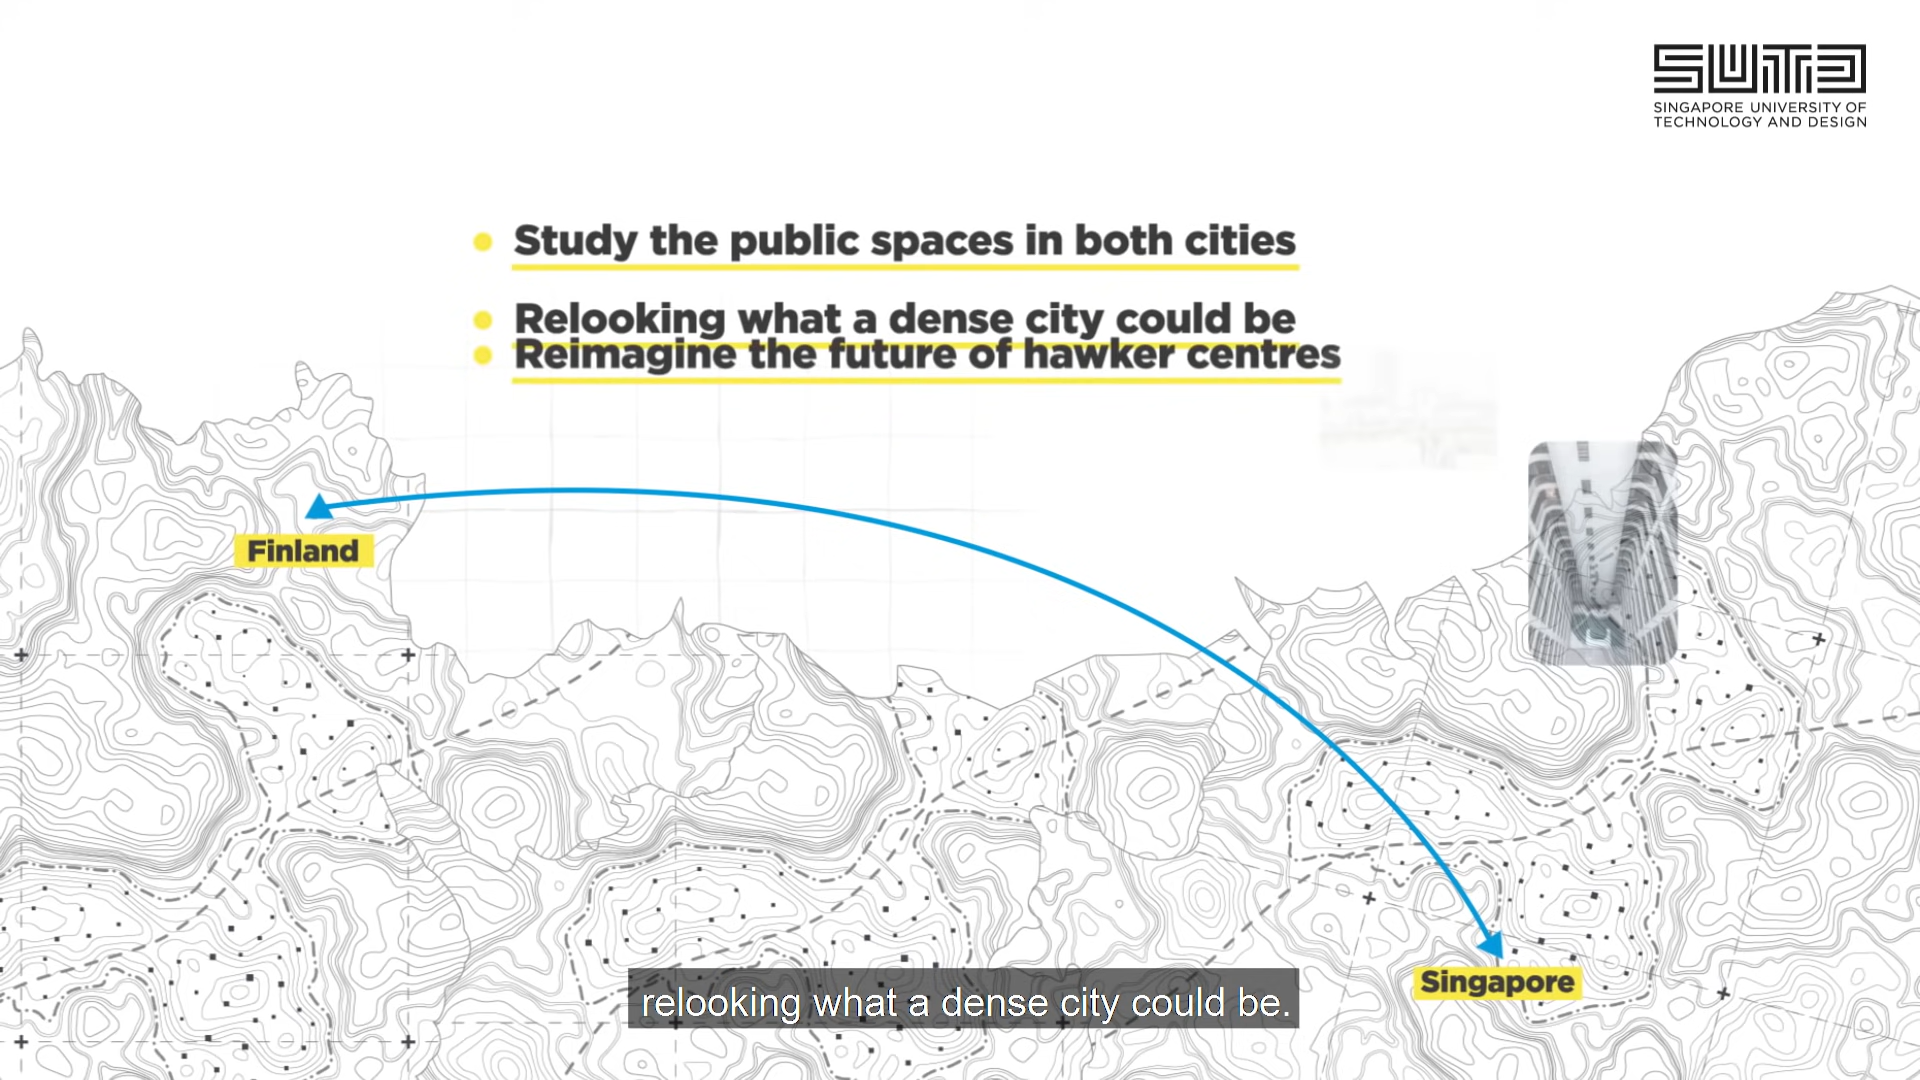 SUTD
SINGAPORE UNIVERSITY OF
TECHNOLOGY AND DESIGN
Study the public spaces in both cities
Relooking what a dense city could be
Reimagine the future of hawker centres
Finland
Singapore
relooking what a dense city could be.